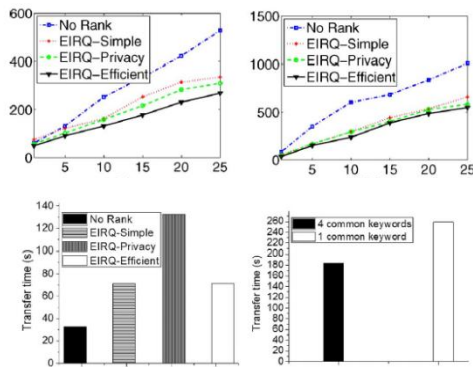 600
400
200
0
No Rank
EIRQ-Simple
EIRQ-Privacy
EIRQ-Efficient
5 10 15 20 25
1500
1000
500
0
No Rank
EIRQ-Simple
EIRQ-Privacy
EIRQ-Efficient
5 10 15 20 25
Transfer time (s)
140
120
100
80
60
40
20
0
No Rank
EIRQ-Simple
EIRQ-Privacy
EIRQ-Efficient
Transfer time (s)
260
240
220
200
180
160
140
120
100
80
60
40
20
0
4 common keywords
1 common keyword